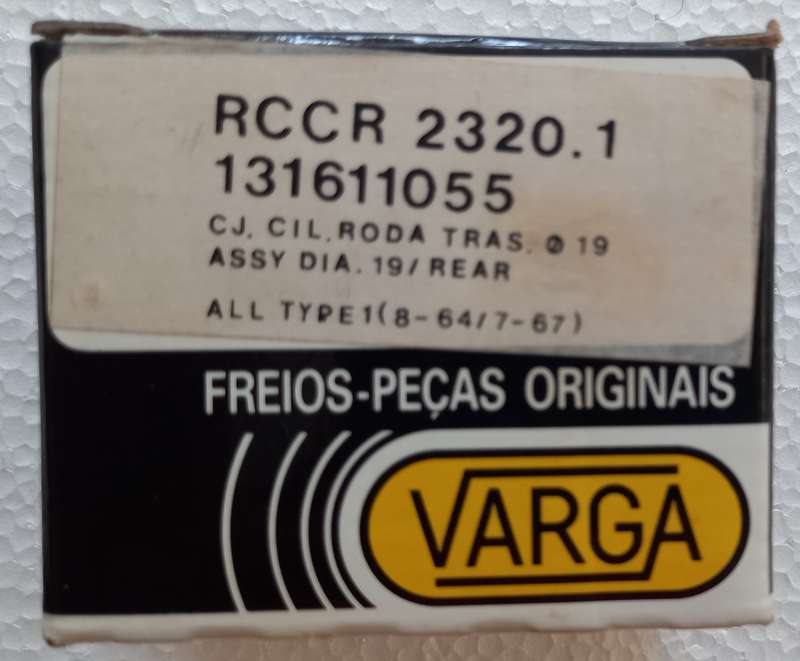 RCCR 2320.1
131611055
CJ. CIL. RODA TRAS. Ø 19
ASSY DIA. 19/REAR
ALL TYPE1(8-64/7-67)
FREIOS-PEÇAS ORIGINAIS
VARGA